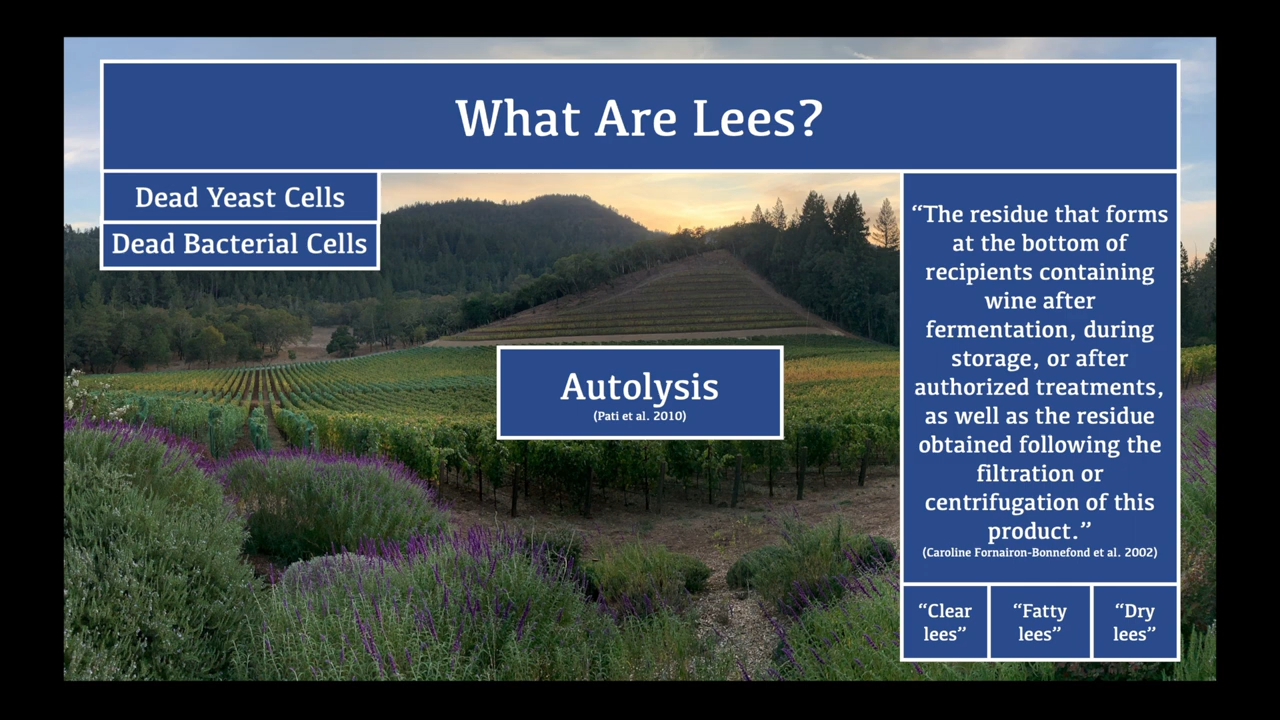 What Are Lees?
Dead Yeast Cells
Dead Bacterial Cells
Autolysis
(Pati et al. 2010)
“The residue that forms
at the bottom of
recipients containing
wine after
fermentation, during
storage, or after
authorized treatments,
as well as the residue
obtained following the
filtration or
centrifugation of this
product.”
(Caroline Fornairon-Bonnefond et al. 2002)
“Clear
lees”
“Fatty
lees”
“Dry
lees”